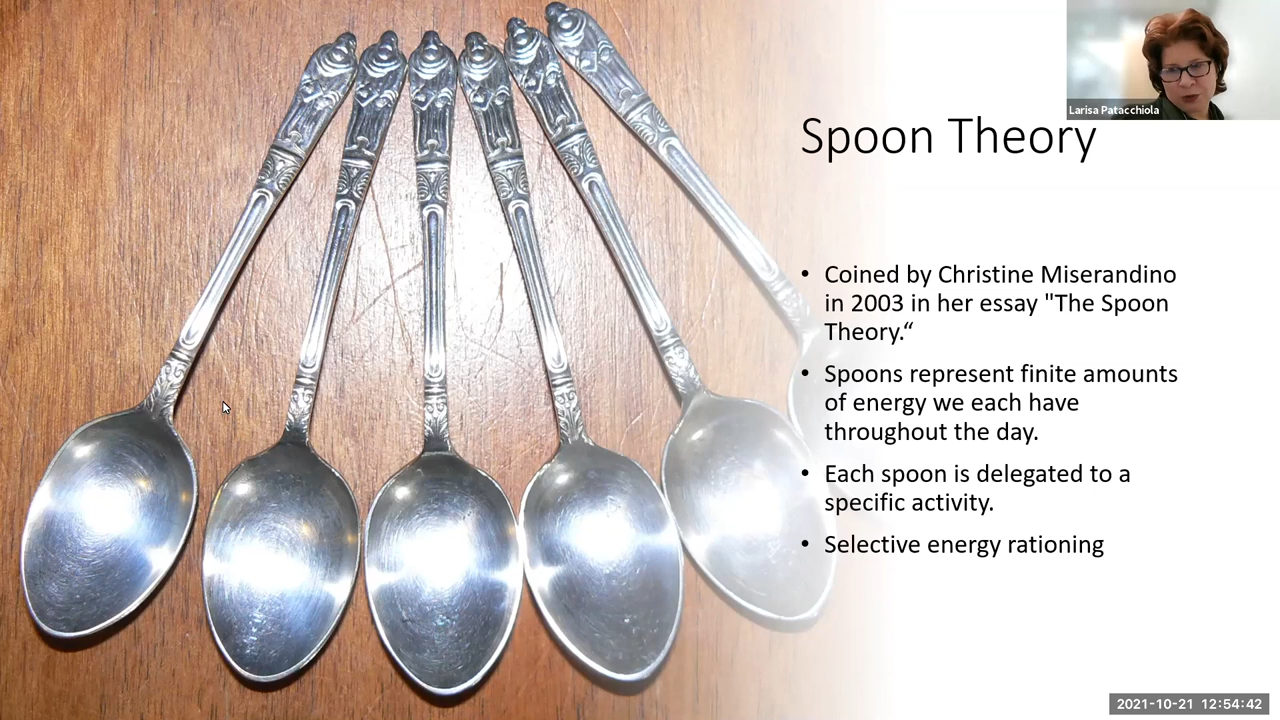 Larisa Patacchiola
Spoon Theory
• Coined by Christine Miserandino
in 2003 in her essay "The Spoon
Theory.“
• Spoons represent finite amounts
of energy we each have
throughout the day.
• Each spoon is delegated to a
specific activity.
• Selective energy rationing
2021-10-21 12:54:42